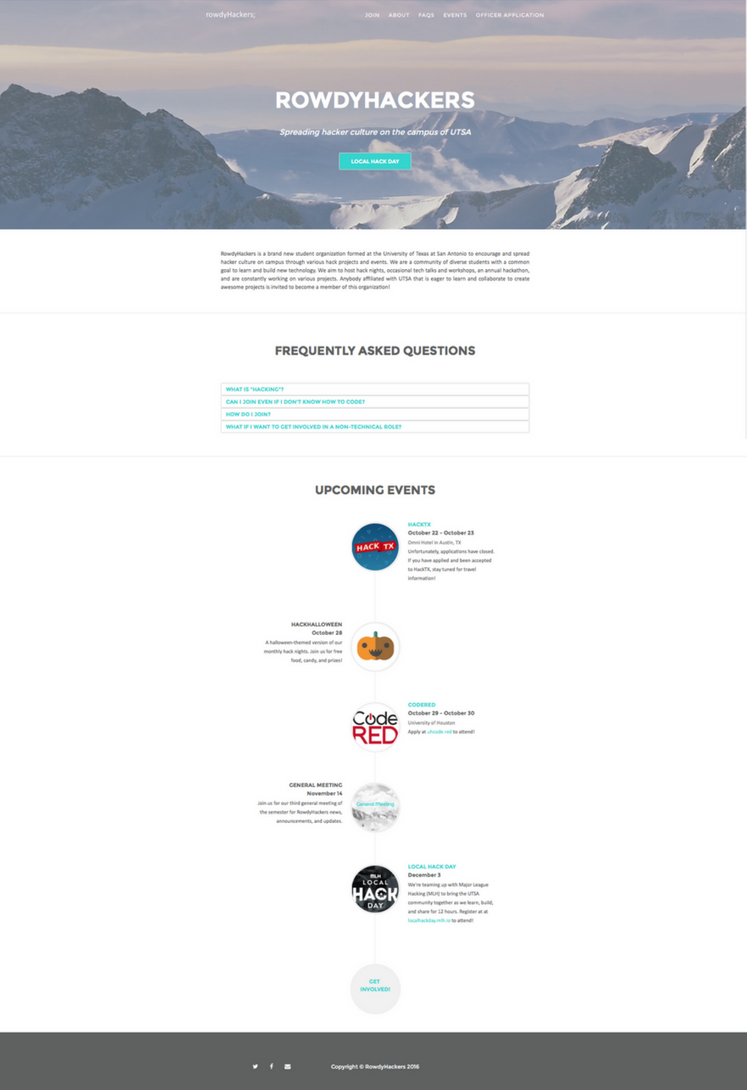 rowdyHackers;
JOIN ABOUT FAQS EVENTS OFFICER APPLICATION
ROWDYHACKERS
Spreading hacker culture on the campus of UTSA
LOCAL HACK DAY
RowdyHackers is a brand new student organization formed at the University of Texas at San Antonio to encourage and spread
hacker culture on campus through various hack projects and events. We are a community of diverse students with a common
goal to learn and build new technology. We aim to host hack nights, occasional tech talks and workshops, an annual hackathon,
and are constantly working on various projects. Anybody affiliated with UTSA that is eager to learn and collaborate to create
awesome projects is invited to become a member of this organization!
FREQUENTLY ASKED QUESTIONS
WHAT IS "HACKING"?
CAN I JOIN EVEN IF I DON'T KNOW HOW TO CODE?
HOW DO I JOIN?
WHAT IF I WANT TO GET INVOLVED IN A NON-TECHNICAL ROLE?
UPCOMING EVENTS
HACK TX
HACKTX
October 22 - October 23
Omni Hotel in Austin, TX
Unfortunately, applications have closed.
If you have applied and been accepted
to HackTX, stay tuned for travel
information!
HACKHALLOWEEN
October 28
A halloween-themed version of our
monthly hack nights. Join us for free
food, candy, and prizes!
Code
RED
CODERED
October 29 - October 30
University of Houston
Apply at uhcode.red to attend!
GENERAL MEETING
November 14
Join us for our third general meeting of
the semester for RowdyHackers news,
announcements, and updates.
General Meeting
MLH
LOCAL
HACK
DAY
LOCAL HACK DAY
December 3
We're teaming up with Major League
Hacking (MLH) to bring the UTSA
community together as we learn, build,
and share for 12 hours. Register at at
localhackday.mlh.io to attend!
GET
INVOLVED!
Copyright © RowdyHackers 2016